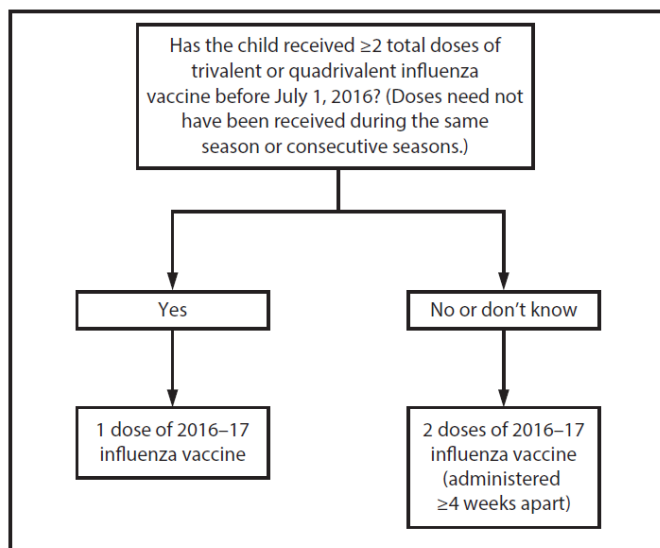 Has the child received ≥2 total doses of
trivalent or quadrivalent influenza
vaccine before July 1, 2016? (Doses need not
have been received during the same
season or consecutive seasons.)
Yes
No or don’t know
1 dose of 2016–17
influenza vaccine
2 doses of 2016–17
influenza vaccine
(administered
≥4 weeks apart)